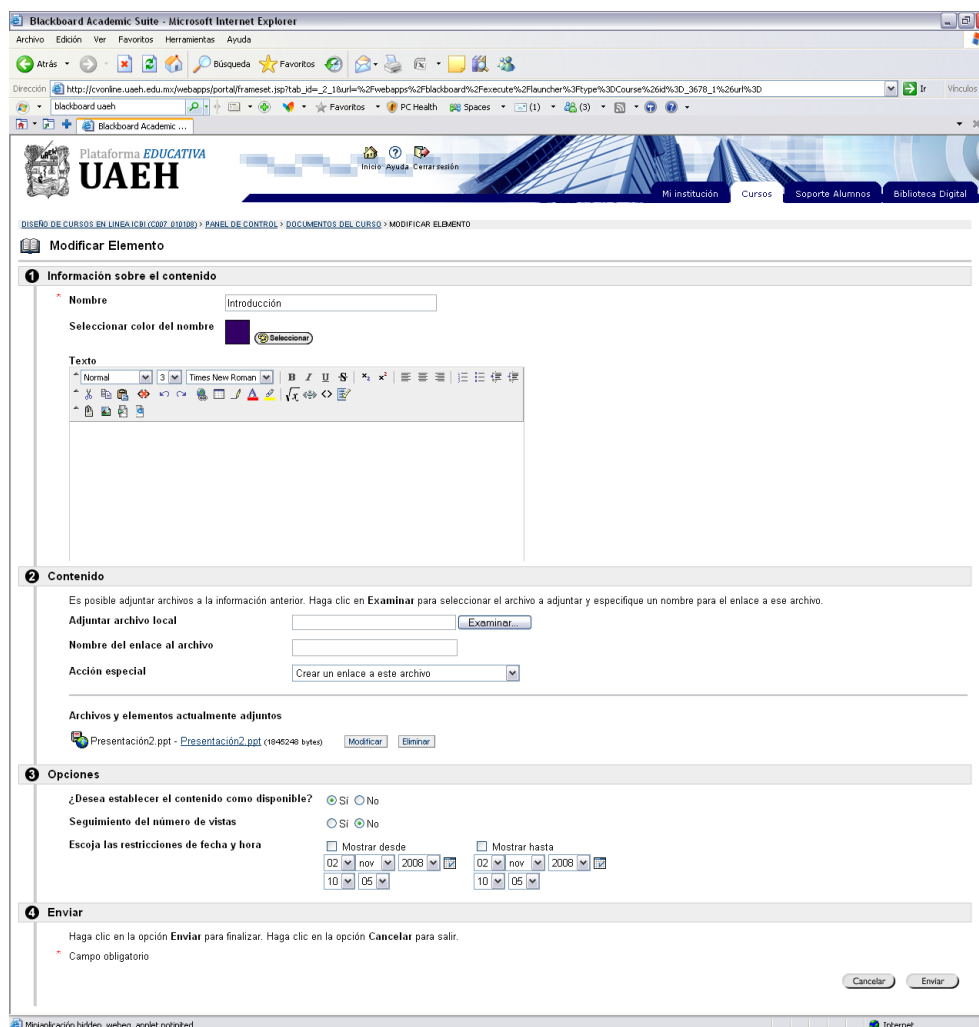 Blackboard Academic Suite - Microsoft Internet Explorer
Archivo Edición Ver Favoritos Herramientas Ayuda
Atrás Búsqueda Favoritos
Dirección http://cvonline.uaeh.edu.mx/webapps/portal/frameset.jsp?tab_id=_2_1&url=%2Fwebapps%2Fblackboard%2Fexecute%2Flauncher%3Ftype%3DCourse%26id%3D_3678_1%26url%3D Ir Vínculos
blackboard uaeh Favoritos PC Health Spaces (1) (3)
Blackboard Academic ...
Plataforma EDUCATIVA
UAEH
Inicio Ayuda Cerrar sesión
Mi institución Cursos Soporte Alumnos Biblioteca Digital
DISEÑO DE CURSOS EN LINEA ICBI (C007_010108) > PANEL DE CONTROL > DOCUMENTOS DEL CURSO > MODIFICAR ELEMENTO
Modificar Elemento
1 Información sobre el contenido
* Nombre Introducción
Seleccionar color del nombre Seleccionar
Texto
Normal 3 Times New Roman B I U S x₂ x²
2 Contenido
Es posible adjuntar archivos a la información anterior. Haga clic en Examinar para seleccionar el archivo a adjuntar y especifique un nombre para el enlace a ese archivo.
Adjuntar archivo local Examinar...
Nombre del enlace al archivo
Acción especial Crear un enlace a este archivo
Archivos y elementos actualmente adjuntos
Presentación2.ppt - Presentación2.ppt (1845248 bytes) Modificar Eliminar
3 Opciones
¿Desea establecer el contenido como disponible? Sí No
Seguimiento del número de vistas Sí No
Escoja las restricciones de fecha y hora Mostrar desde Mostrar hasta
02 nov 2008 02 nov 2008
10 05 10 05
4 Enviar
Haga clic en la opción Enviar para finalizar. Haga clic en la opción Cancelar para salir.
* Campo obligatorio
Cancelar Enviar
Miniaplicación hidden_webeq_applet notinited Internet